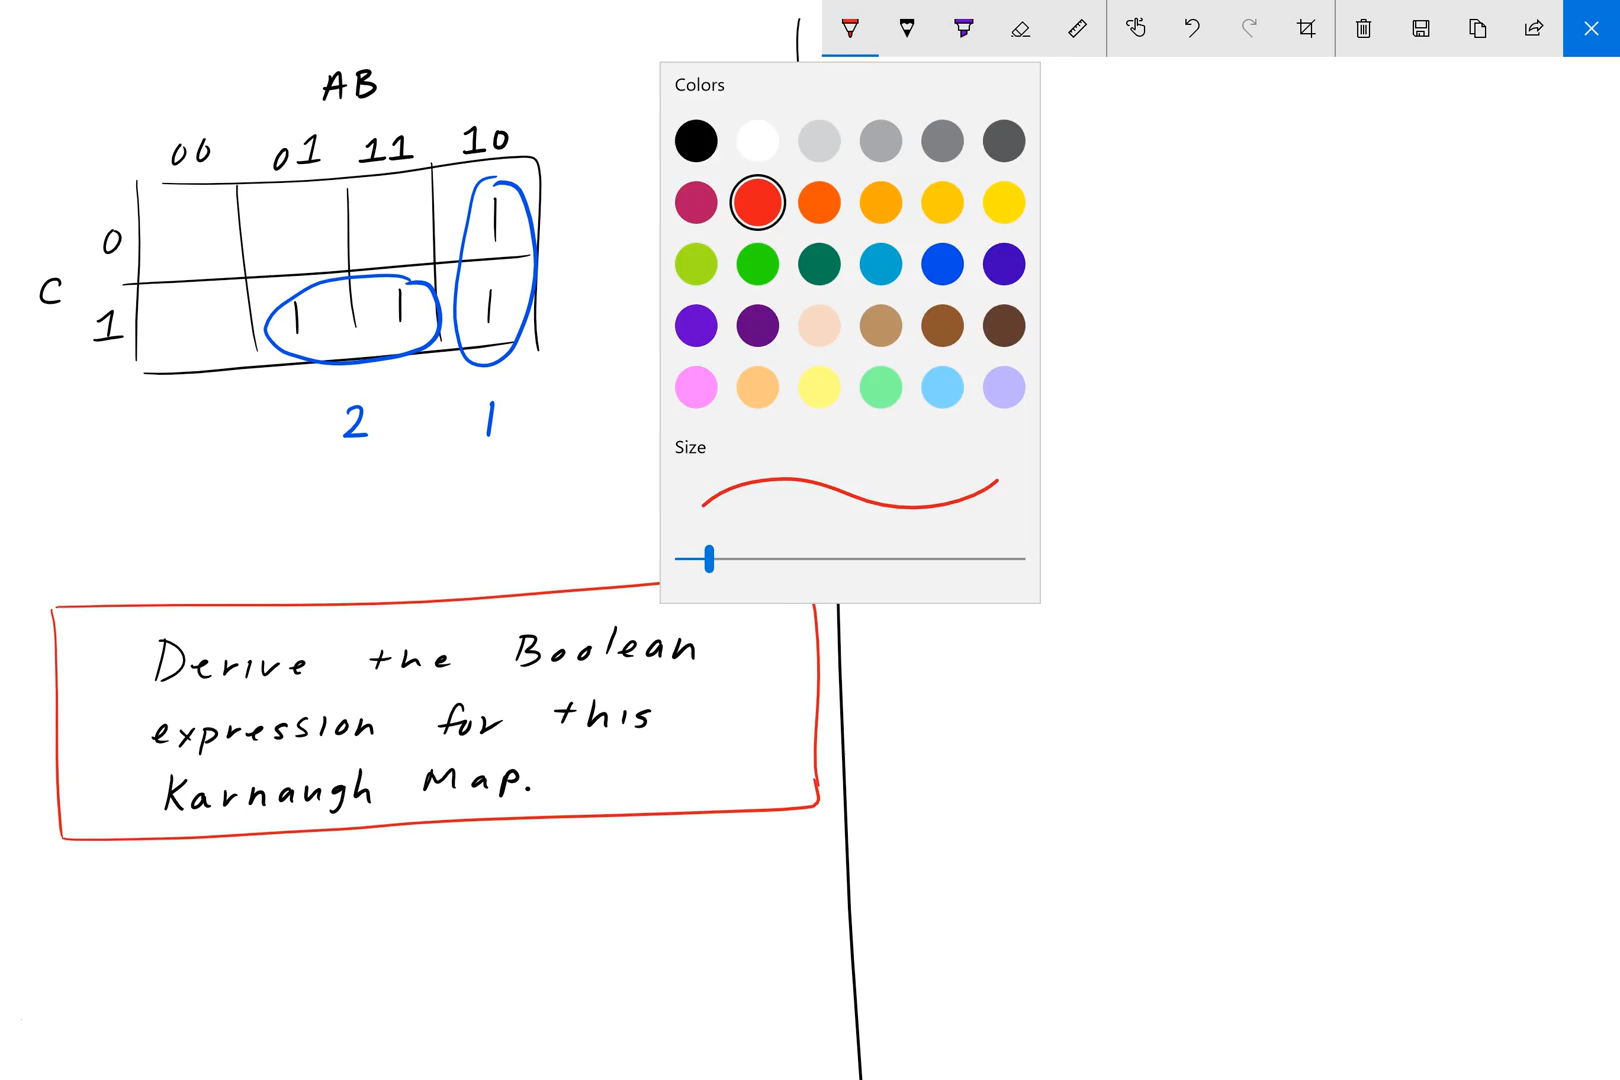 Colors
AB
00 01 11 10
0 1
C
1 1 1 1
2 1
Size
Derive the Boolean
expression for this
Karnaugh Map.